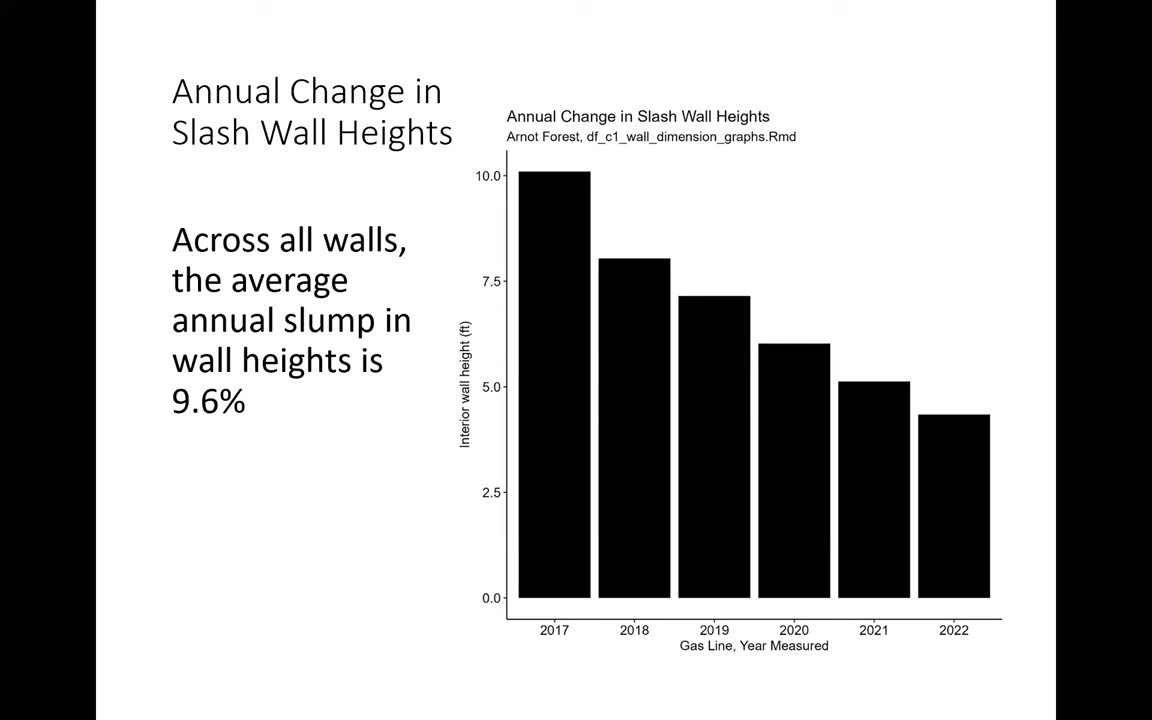 Annual Change in
Slash Wall Heights
Across all walls,
the average
annual slump in
wall heights is
9.6%
Annual Change in Slash Wall Heights
Arnot Forest, df_c1_wall_dimension_graphs.Rmd
Interior wall height (ft)
10.0
7.5
5.0
2.5
0.0
2017 2018 2019 2020 2021 2022
Gas Line, Year Measured